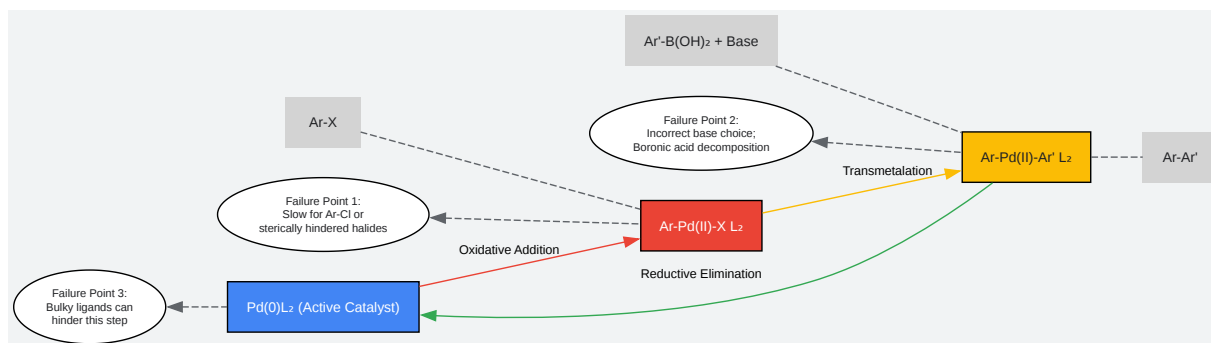 Ar'-B(OH)₂ + Base
Ar-X
Failure Point 2:
Incorrect base choice;
Boronic acid decomposition
Ar-Pd(II)-Ar' L₂
Ar-Ar'
Transmetalation
Failure Point 1:
Slow for Ar-Cl or
sterically hindered halides
Ar-Pd(II)-X L₂
Oxidative Addition
Reductive Elimination
Failure Point 3:
Bulky ligands can
hinder this step
Pd(0)L₂ (Active Catalyst)